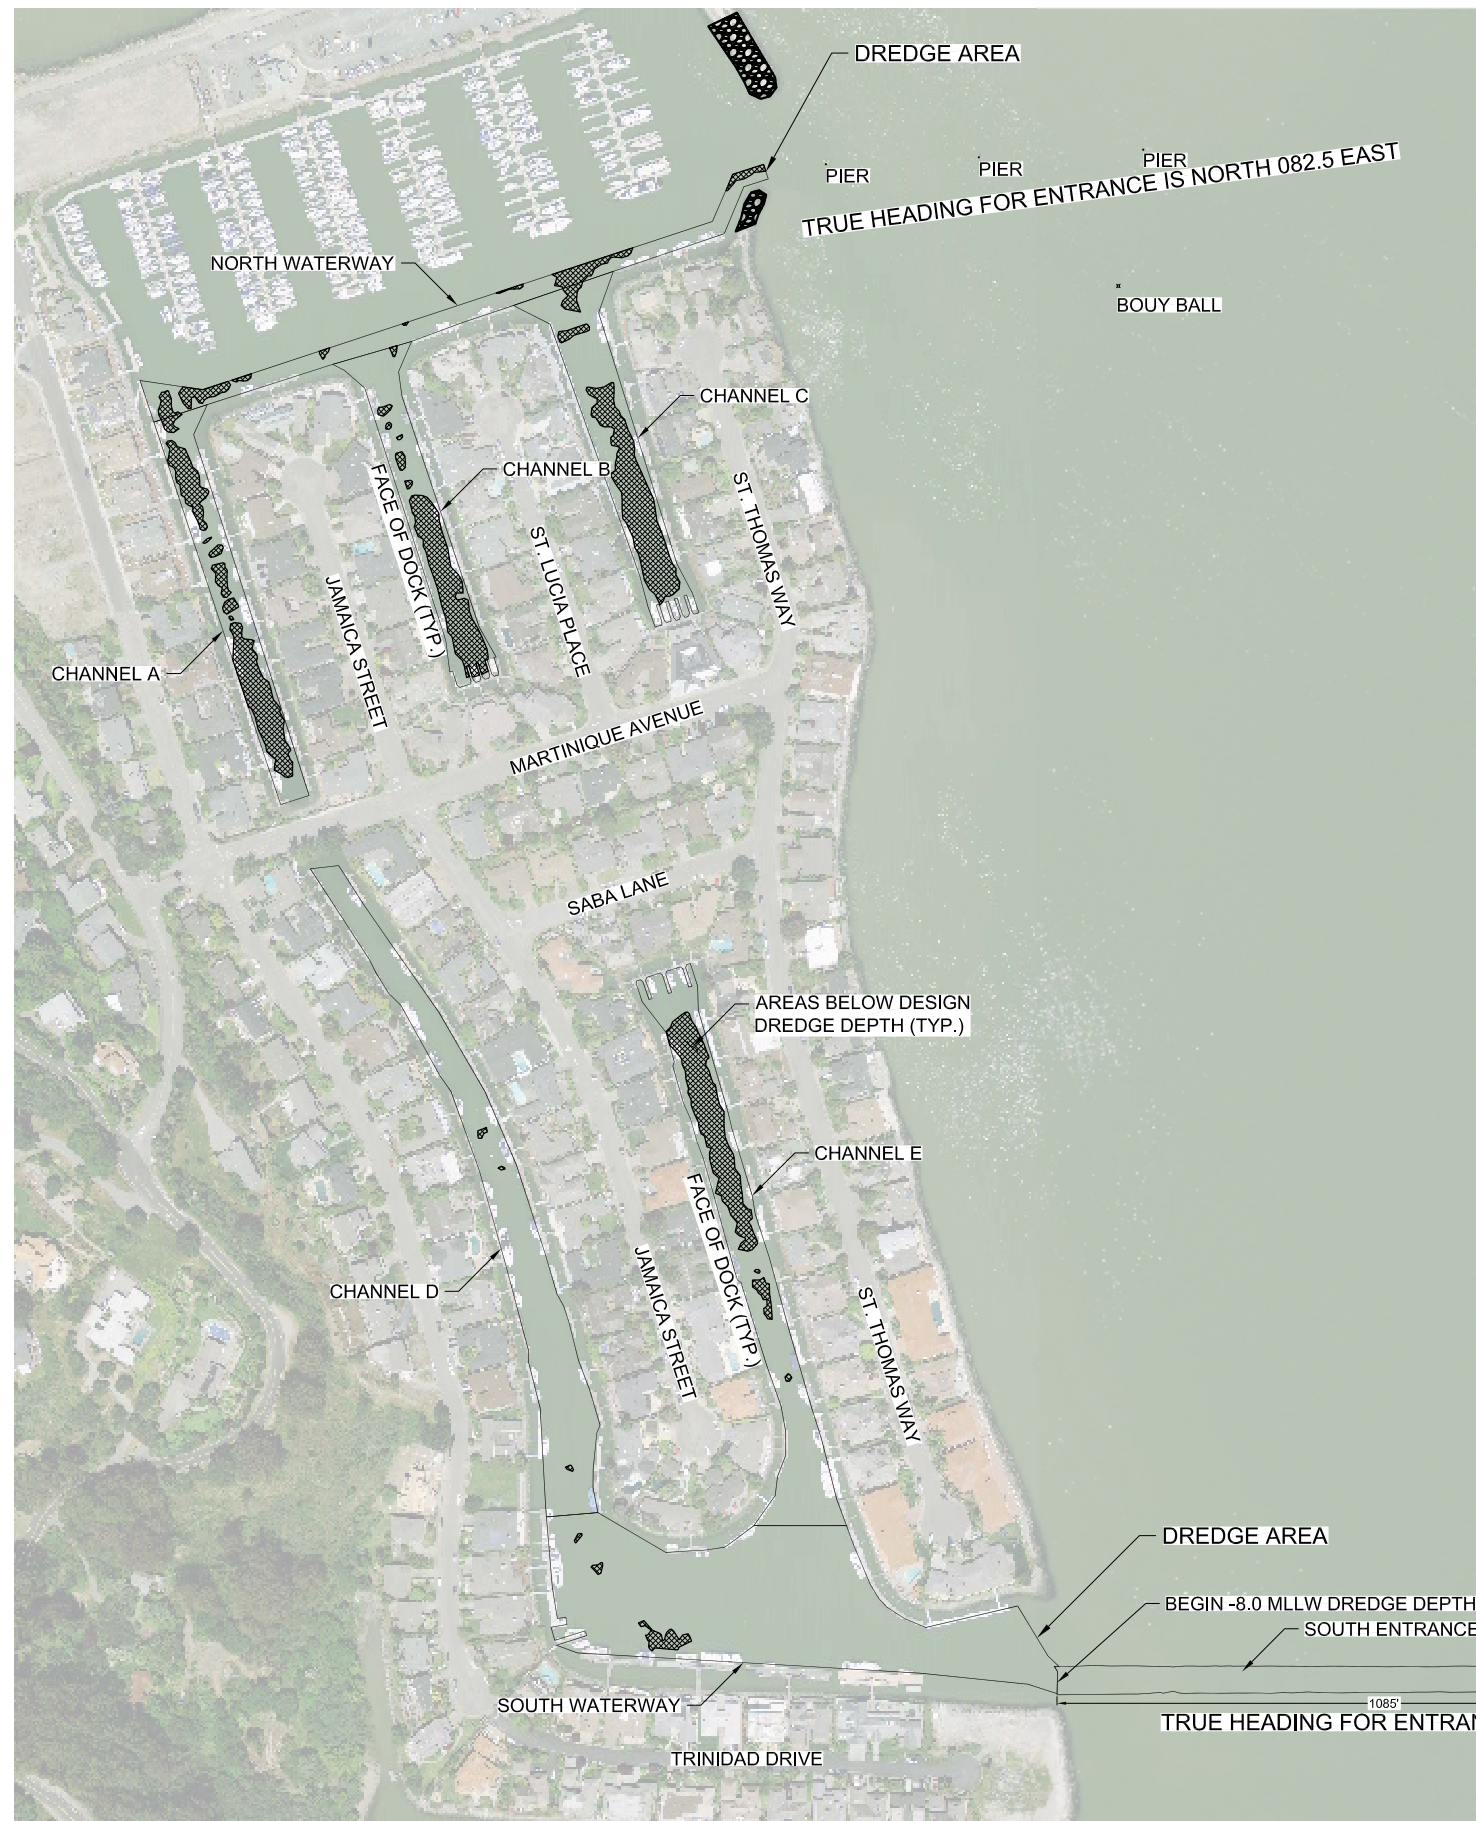 DREDGE AREA
PIER
PIER
PIER
TRUE HEADING FOR ENTRANCE IS NORTH 082.5 EAST
NORTH WATERWAY
BOUY BALL
CHANNEL C
CHANNEL B
FACE OF DOCK (TYP.)
ST. THOMAS WAY
ST. LUCIA PLACE
JAMAICA STREET
CHANNEL A
MARTINIQUE AVENUE
SABA LANE
AREAS BELOW DESIGN
DREDGE DEPTH (TYP.)
CHANNEL E
FACE OF DOCK (TYP.)
JAMAICA STREET
CHANNEL D
ST. THOMAS WAY
DREDGE AREA
BEGIN -8.0 MLLW DREDGE DEPTH
SOUTH ENTRANCE
SOUTH WATERWAY
1085'
TRUE HEADING FOR ENTRAN
TRINIDAD DRIVE